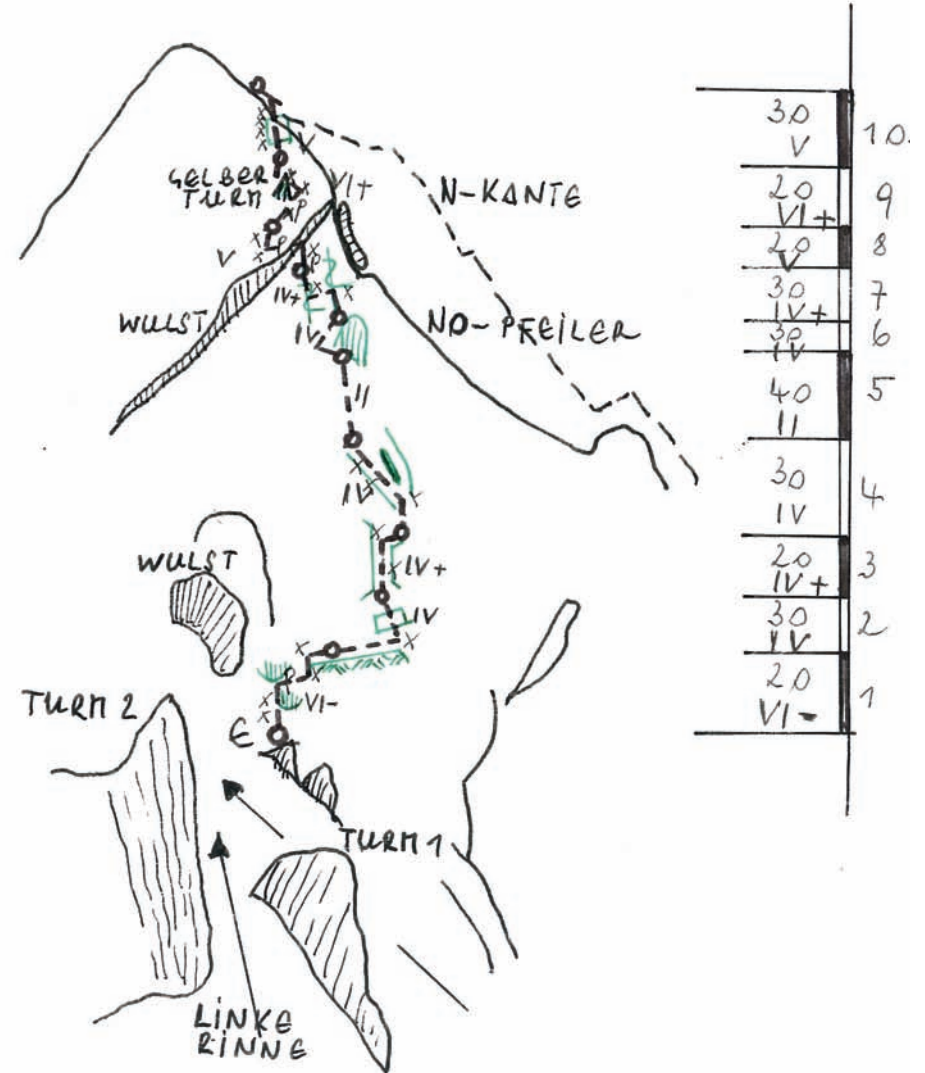 GELBER
TURM
VI+
N-KANTE
V
V
IV+
WULST
IV
NO-PFEILER
II
IV
IV+
WULST
IV
VI-
TURM 2
E
TURM 1
LINKE
RINNE
30
V
10.
20
VI+
9
20
V
8
30
IV+
7
30
IV
6
40
II
5
30
IV
4
20
IV+
3
30
IV
2
20
VI-
1